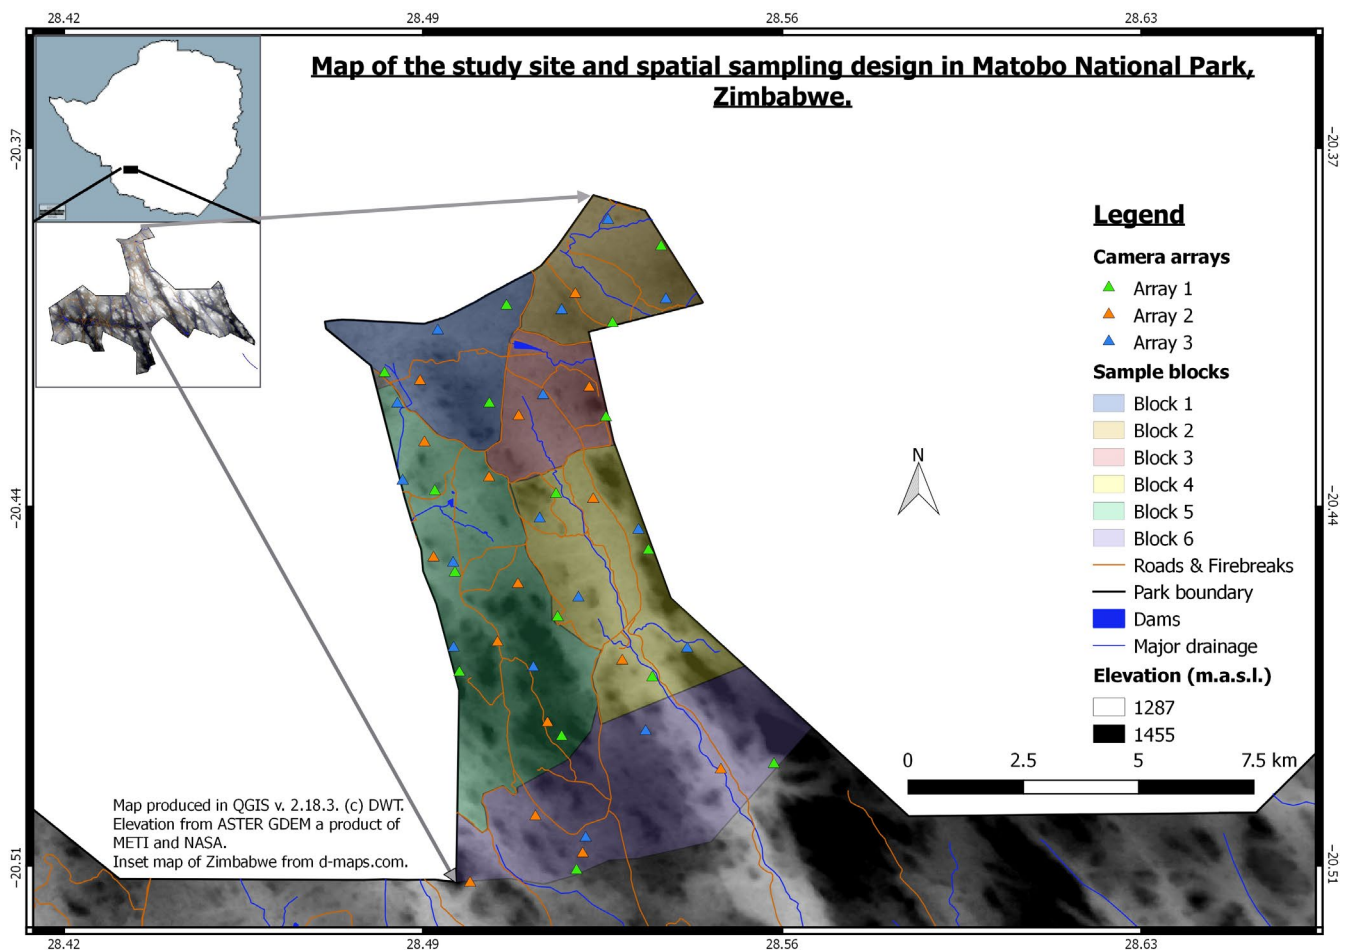 28.42
28.49
28.56
28.63
Map of the study site and spatial sampling design in Matobo National Park,
Zimbabwe.
−20.37
−20.37
Legend
Camera arrays
Array 1
Array 2
Array 3
Sample blocks
Block 1
Block 2
Block 3
Block 4
Block 5
Block 6
Roads & Firebreaks
Park boundary
Dams
Major drainage
Elevation (m.a.s.l.)
1287
1455
N
−20.44
−20.44
0
2.5
5
7.5 km
Map produced in QGIS v. 2.18.3. (c) DWT.
Elevation from ASTER GDEM a product of
METI and NASA.
Inset map of Zimbabwe from d-maps.com.
−20.51
−20.51
28.42
28.49
28.56
28.63